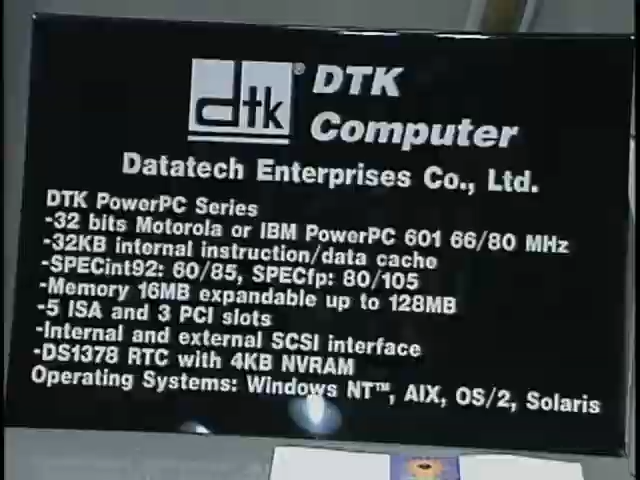 dtk® DTK
Computer
Datatech Enterprises Co., Ltd.
DTK PowerPC Series
-32 bits Motorola or IBM PowerPC 601 66/80 MHz
-32KB internal instruction/data cache
-SPECint92: 60/85, SPECfp: 80/105
-Memory 16MB expandable up to 128MB
-5 ISA and 3 PCI slots
-Internal and external SCSI interface
-DS1378 RTC with 4KB NVRAM
Operating Systems: Windows NT™, AIX, OS/2, Solaris